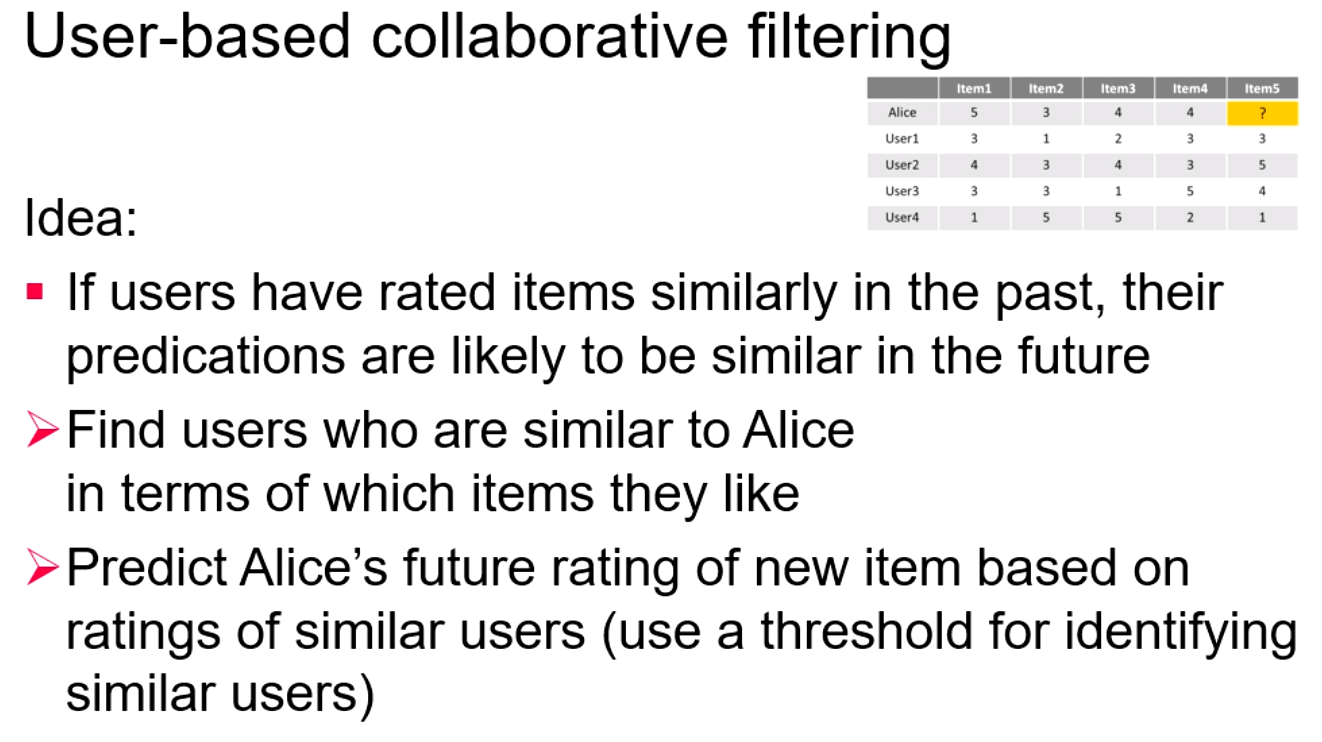 User-based collaborative filtering
Item1 Item2 Item3 Item4 Item5
Alice 5 3 4 4 ?
User1 3 1 2 3 3
User2 4 3 4 3 5
User3 3 3 1 5 4
User4 1 5 5 2 1
Idea:
If users have rated items similarly in the past, their
predications are likely to be similar in the future
Find users who are similar to Alice
in terms of which items they like
Predict Alice’s future rating of new item based on
ratings of similar users (use a threshold for identifying
similar users)